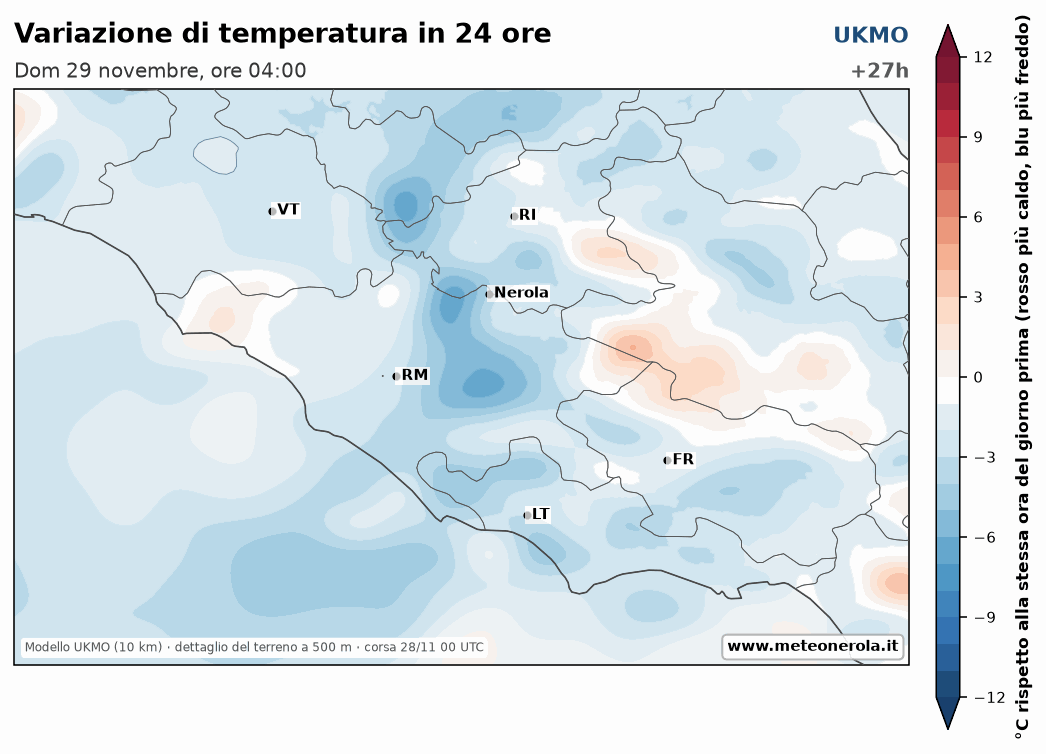 Variazione di temperatura in 24 ore
UKMO
Dom 29 novembre, ore 04:00
+27h
VT
RI
Nerola
RM
FR
LT
Modello UKMO (10 km) · dettaglio del terreno a 500 m · corsa 28/11 00 UTC
www.meteonerola.it
12
9
6
3
0
−3
−6
−9
−12
°C rispetto alla stessa ora del giorno prima (rosso più caldo, blu più freddo)